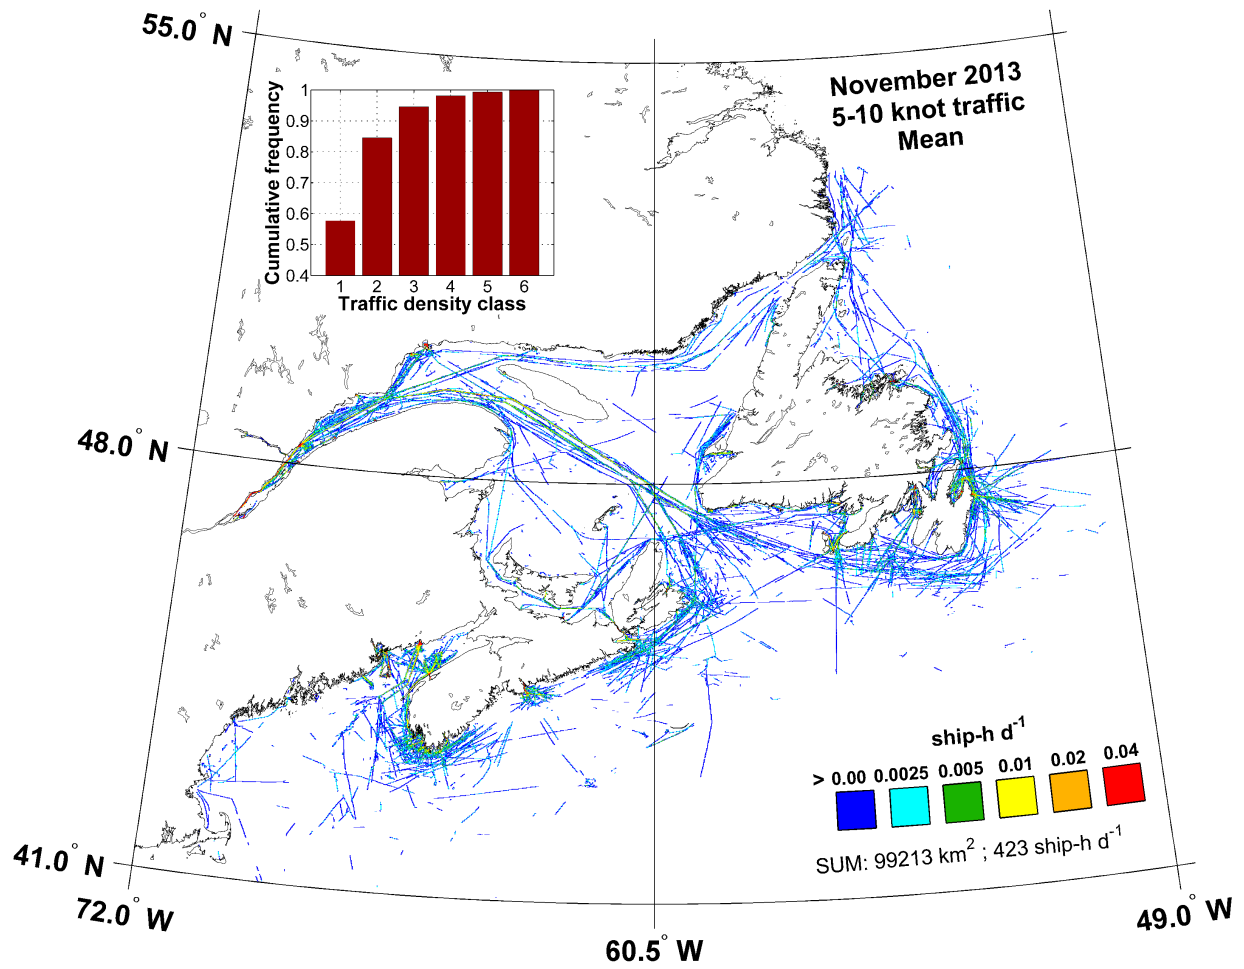 55.0° N
November 2013
5-10 knot traffic
Mean
Cumulative frequency
1
0.9
0.8
0.7
0.6
0.5
0.4
1 2 3 4 5 6
Traffic density class
48.0° N
ship-h d⁻¹
> 0.00 0.0025 0.005 0.01 0.02 0.04
SUM: 99213 km² ; 423 ship-h d⁻¹
41.0° N
72.0° W
60.5° W
49.0° W